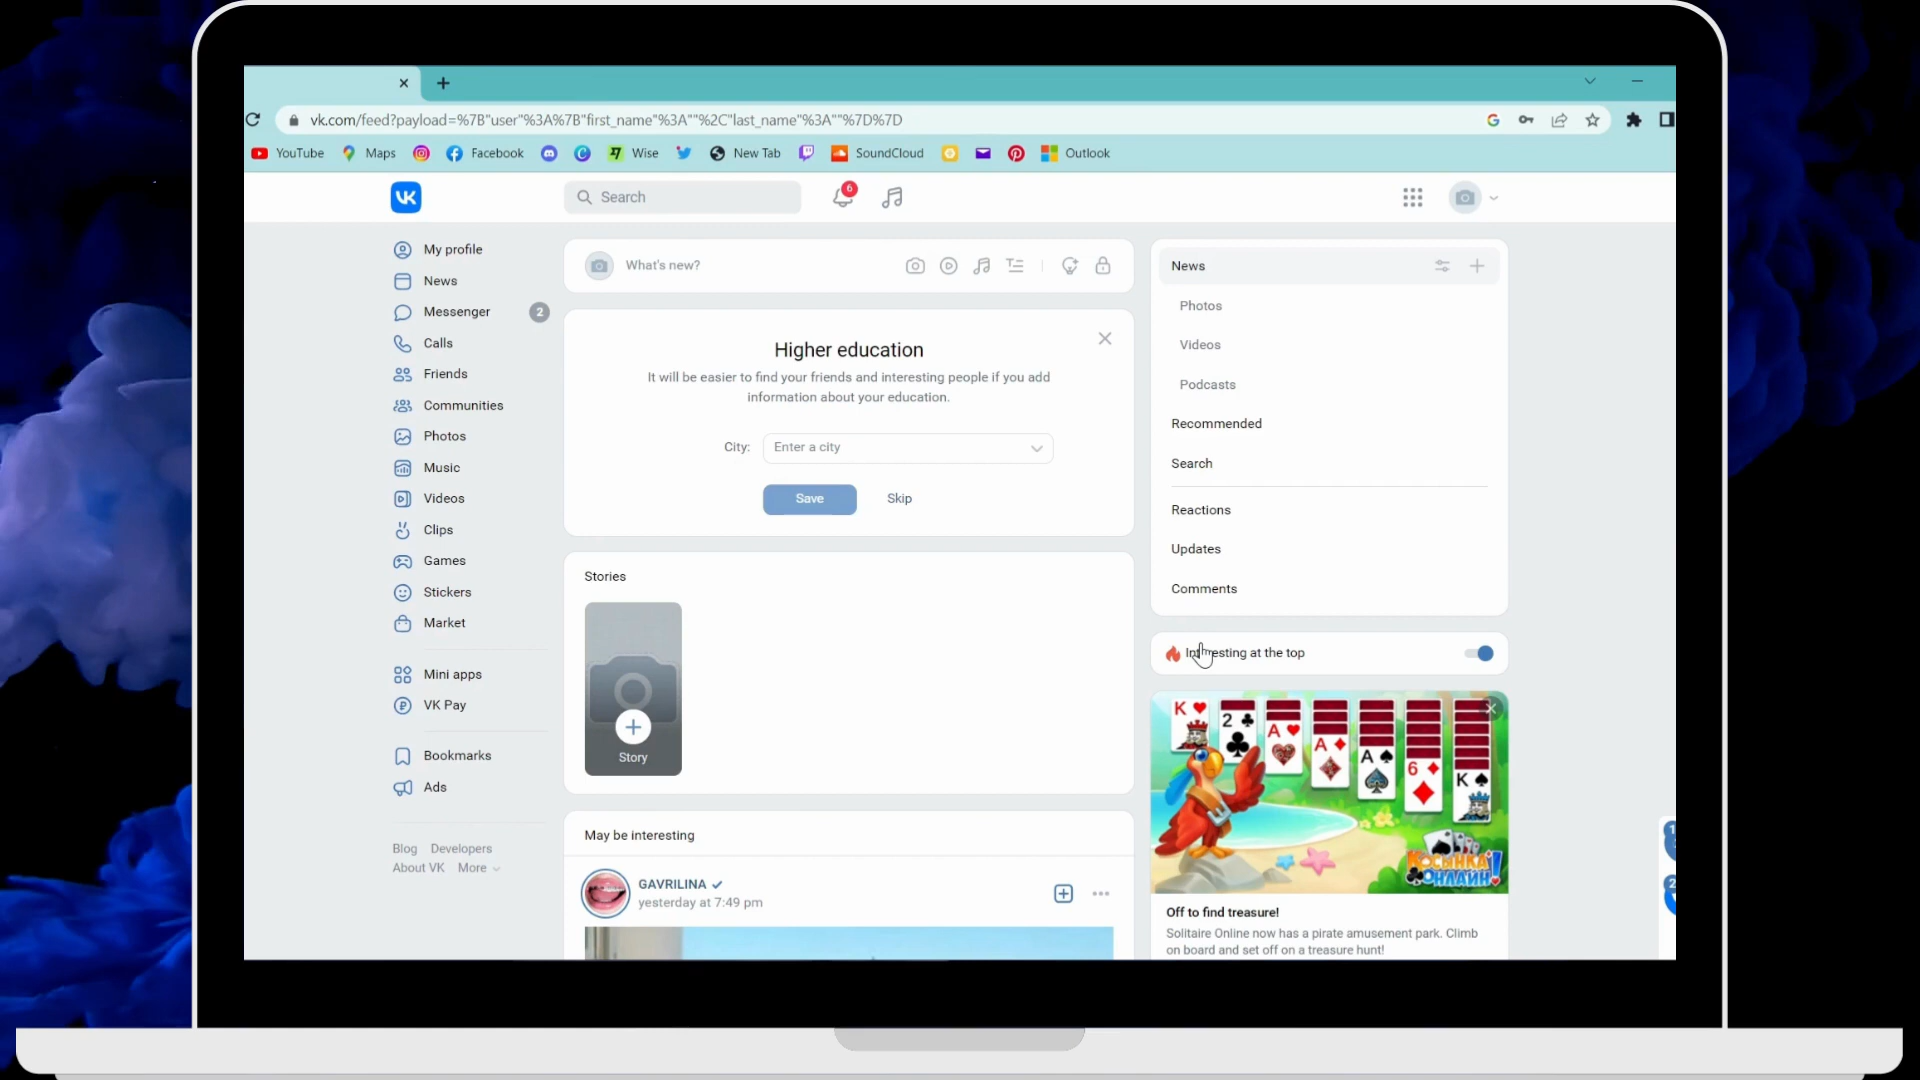 vk.com/feed?payload=%7B"user"%3A%7B"first_name"%3A""%2C"last_name"%3A""%7D%7D
YouTube Maps Facebook Wise New Tab SoundCloud Outlook
VK Search 6
My profile
News
Messenger 2
Calls
Friends
Communities
Photos
Music
Videos
Clips
Games
Stickers
Market
Mini apps
VK Pay
Bookmarks
Ads
Blog Developers
About VK More
What's new?
Higher education
It will be easier to find your friends and interesting people if you add
information about your education.
City: Enter a city
Save Skip
Stories
Story
May be interesting
GAVRILINA
yesterday at 7:49 pm
News
Photos
Videos
Podcasts
Recommended
Search
Reactions
Updates
Comments
Interesting at the top
K 2 A A A 6 K
КОСЫНКА
ОНЛАЙН!
Off to find treasure!
Solitaire Online now has a pirate amusement park. Climb
on board and set off on a treasure hunt!